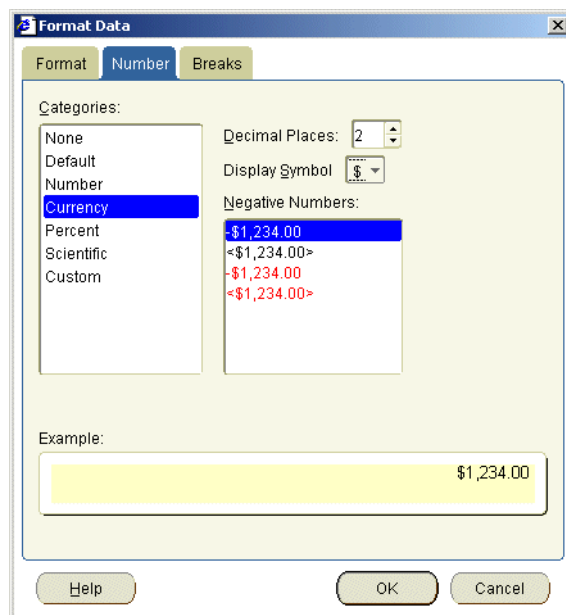 Format Data
Format Number Breaks
Categories:
None
Default
Number
Currency
Percent
Scientific
Custom
Decimal Places: 2
Display Symbol $
Negative Numbers:
-$1,234.00
<$1,234.00>
-$1,234.00
<$1,234.00>
Example:
$1,234.00
Help OK Cancel